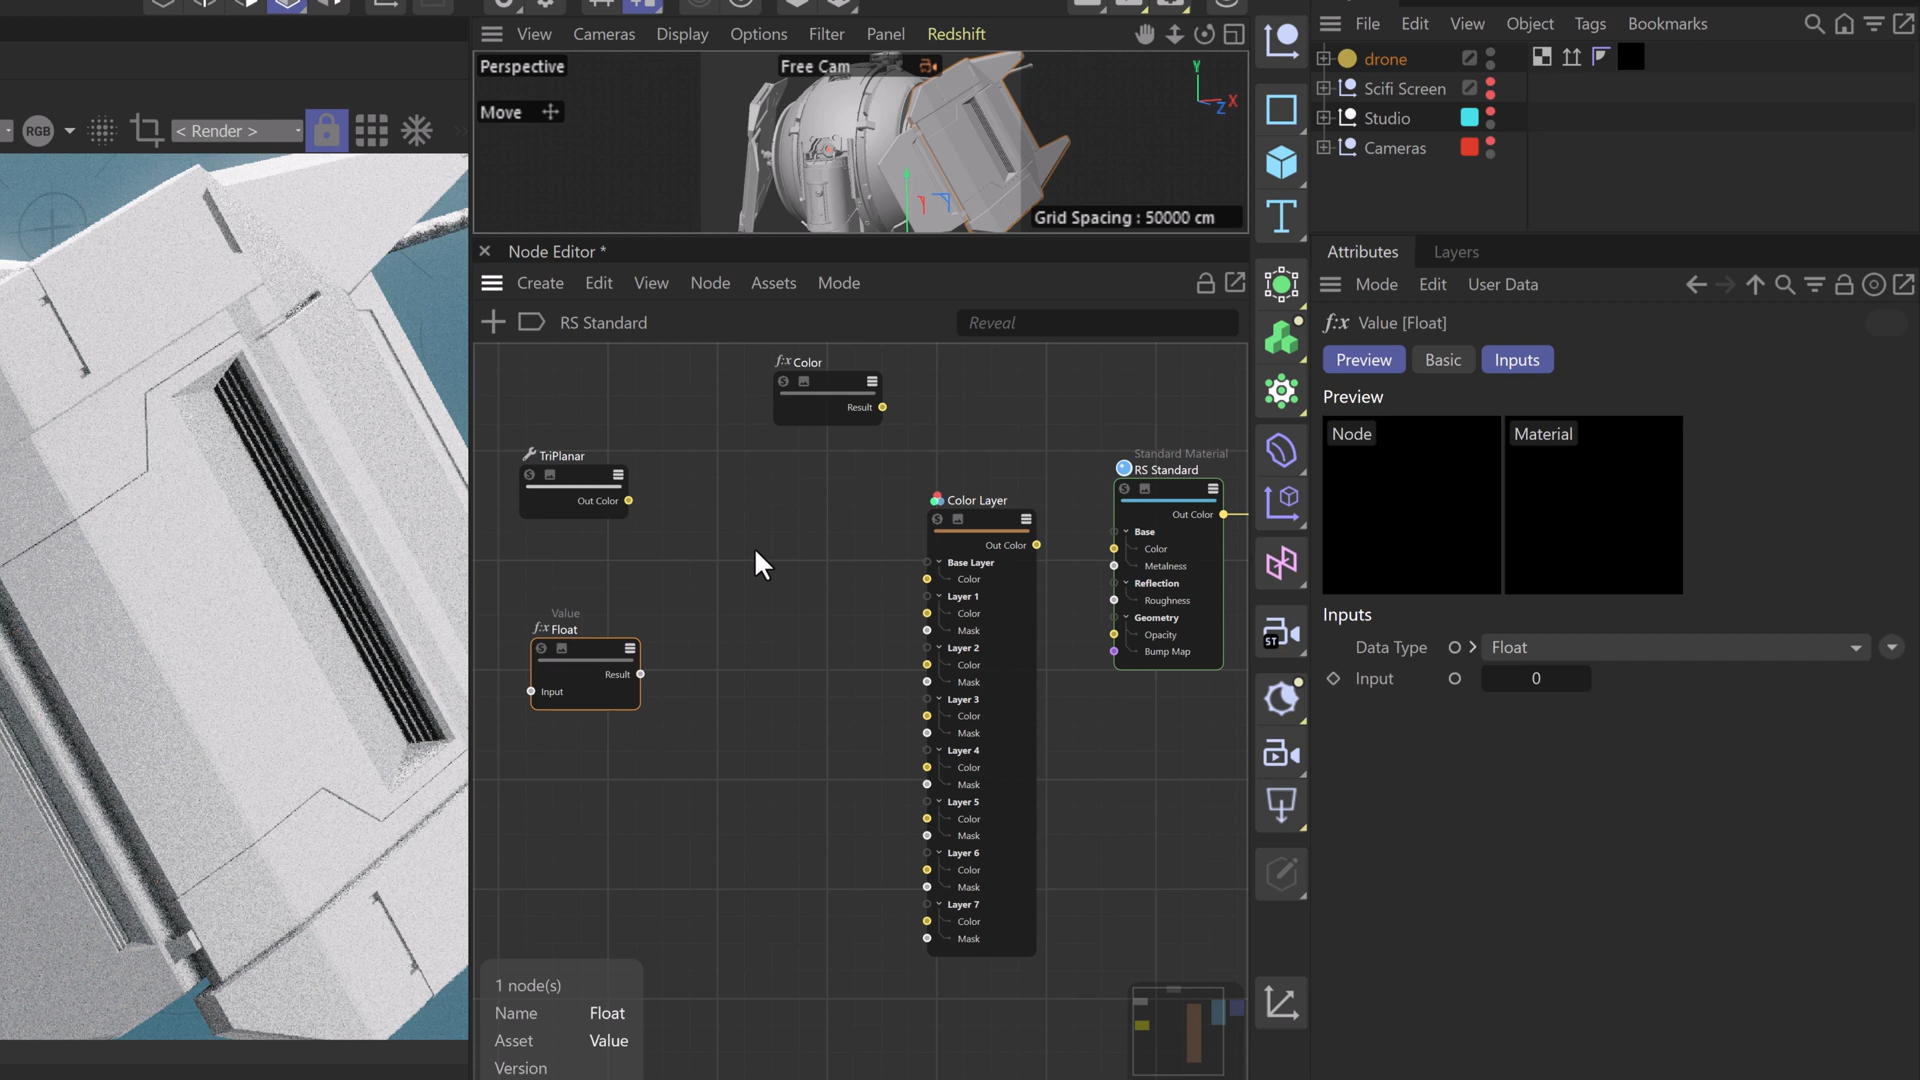 View Cameras Display Options Filter Panel Redshift
File Edit View Object Tags Bookmarks
Perspective
Free Cam
Y
X
Z
Move
Grid Spacing : 50000 cm
drone
Scifi Screen
Studio
Cameras
RGB
< Render >
Node Editor *
Create Edit View Node Assets Mode
RS Standard
Reveal
f:x Color
Result
TriPlanar
Out Color
Value
f:x Float
Result
Input
Color Layer
Out Color
Base Layer
Color
Layer 1
Color
Mask
Layer 2
Color
Mask
Layer 3
Color
Mask
Layer 4
Color
Mask
Layer 5
Color
Mask
Layer 6
Color
Mask
Layer 7
Color
Mask
Standard Material
RS Standard
Out Color
Base
Color
Metalness
Reflection
Roughness
Geometry
Opacity
Bump Map
1 node(s)
Name Float
Asset Value
Version
ST
Attributes Layers
Mode Edit User Data
f:x Value [Float]
Preview Basic Inputs
Preview
Node
Material
Inputs
Data Type Float
Input 0